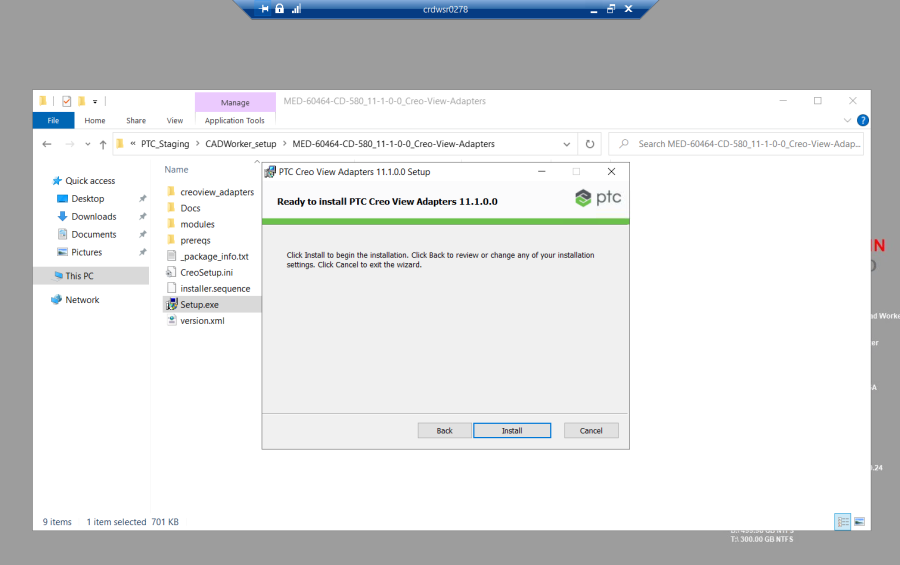 crdwsr0278
Manage
MED-60464-CD-580_11-1-0-0_Creo-View-Adapters
File
Home
Share
View
Application Tools
?
« PTC_Staging > CADWorker_setup > MED-60464-CD-580_11-1-0-0_Creo-View-Adapters
Search MED-60464-CD-580_11-1-0-0_Creo-View-Adap...
Quick access
Desktop
Downloads
Documents
Pictures
This PC
Network
Name
creoview_adapters
Docs
modules
prereqs
_package_info.txt
CreoSetup.ini
installer.sequence
Setup.exe
version.xml
PTC Creo View Adapters 11.1.0.0 Setup
Ready to install PTC Creo View Adapters 11.1.0.0
ptc
Click Install to begin the installation. Click Back to review or change any of your installation
settings. Click Cancel to exit the wizard.
Back
Install
Cancel
N
ad Worke
er
A
.24
9 items
1 item selected 701 KB
T:\ 300.00 GB NTFS